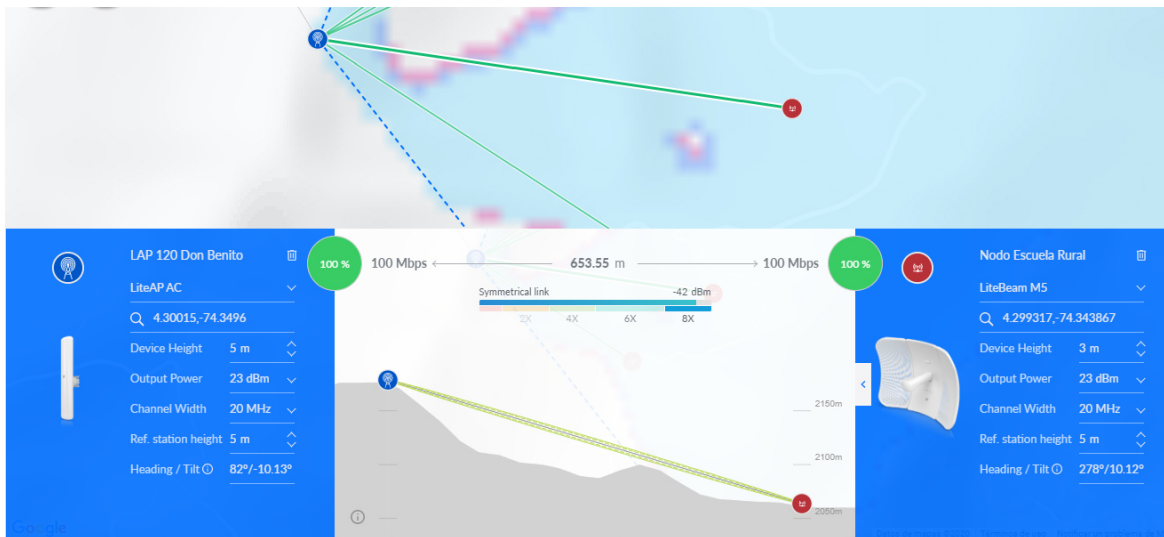 LAP 120 Don Benito
LiteAP AC
4.30015,-74.3496
Device Height 5 m
Output Power 23 dBm
Channel Width 20 MHz
Ref. station height 5 m
Heading / Tilt 82°/-10.13°
Google
100 %
100 Mbps
653.55 m
100 Mbps
100 %
Symmetrical link -42 dBm
2X 4X 6X 8X
2150m
2100m
2050m
Nodo Escuela Rural
LiteBeam M5
4.299317,-74.343867
Device Height 3 m
Output Power 23 dBm
Channel Width 20 MHz
Ref. station height 5 m
Heading / Tilt 278°/10.12°